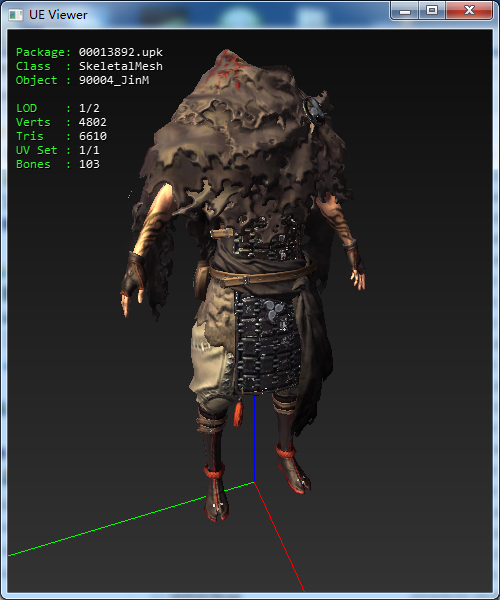 UE Viewer
Package: 00013892.upk
Class  : SkeletalMesh
Object : 90004_JinM
LOD    : 1/2
Verts  : 4802
Tris   : 6610
UV Set : 1/1
Bones  : 103